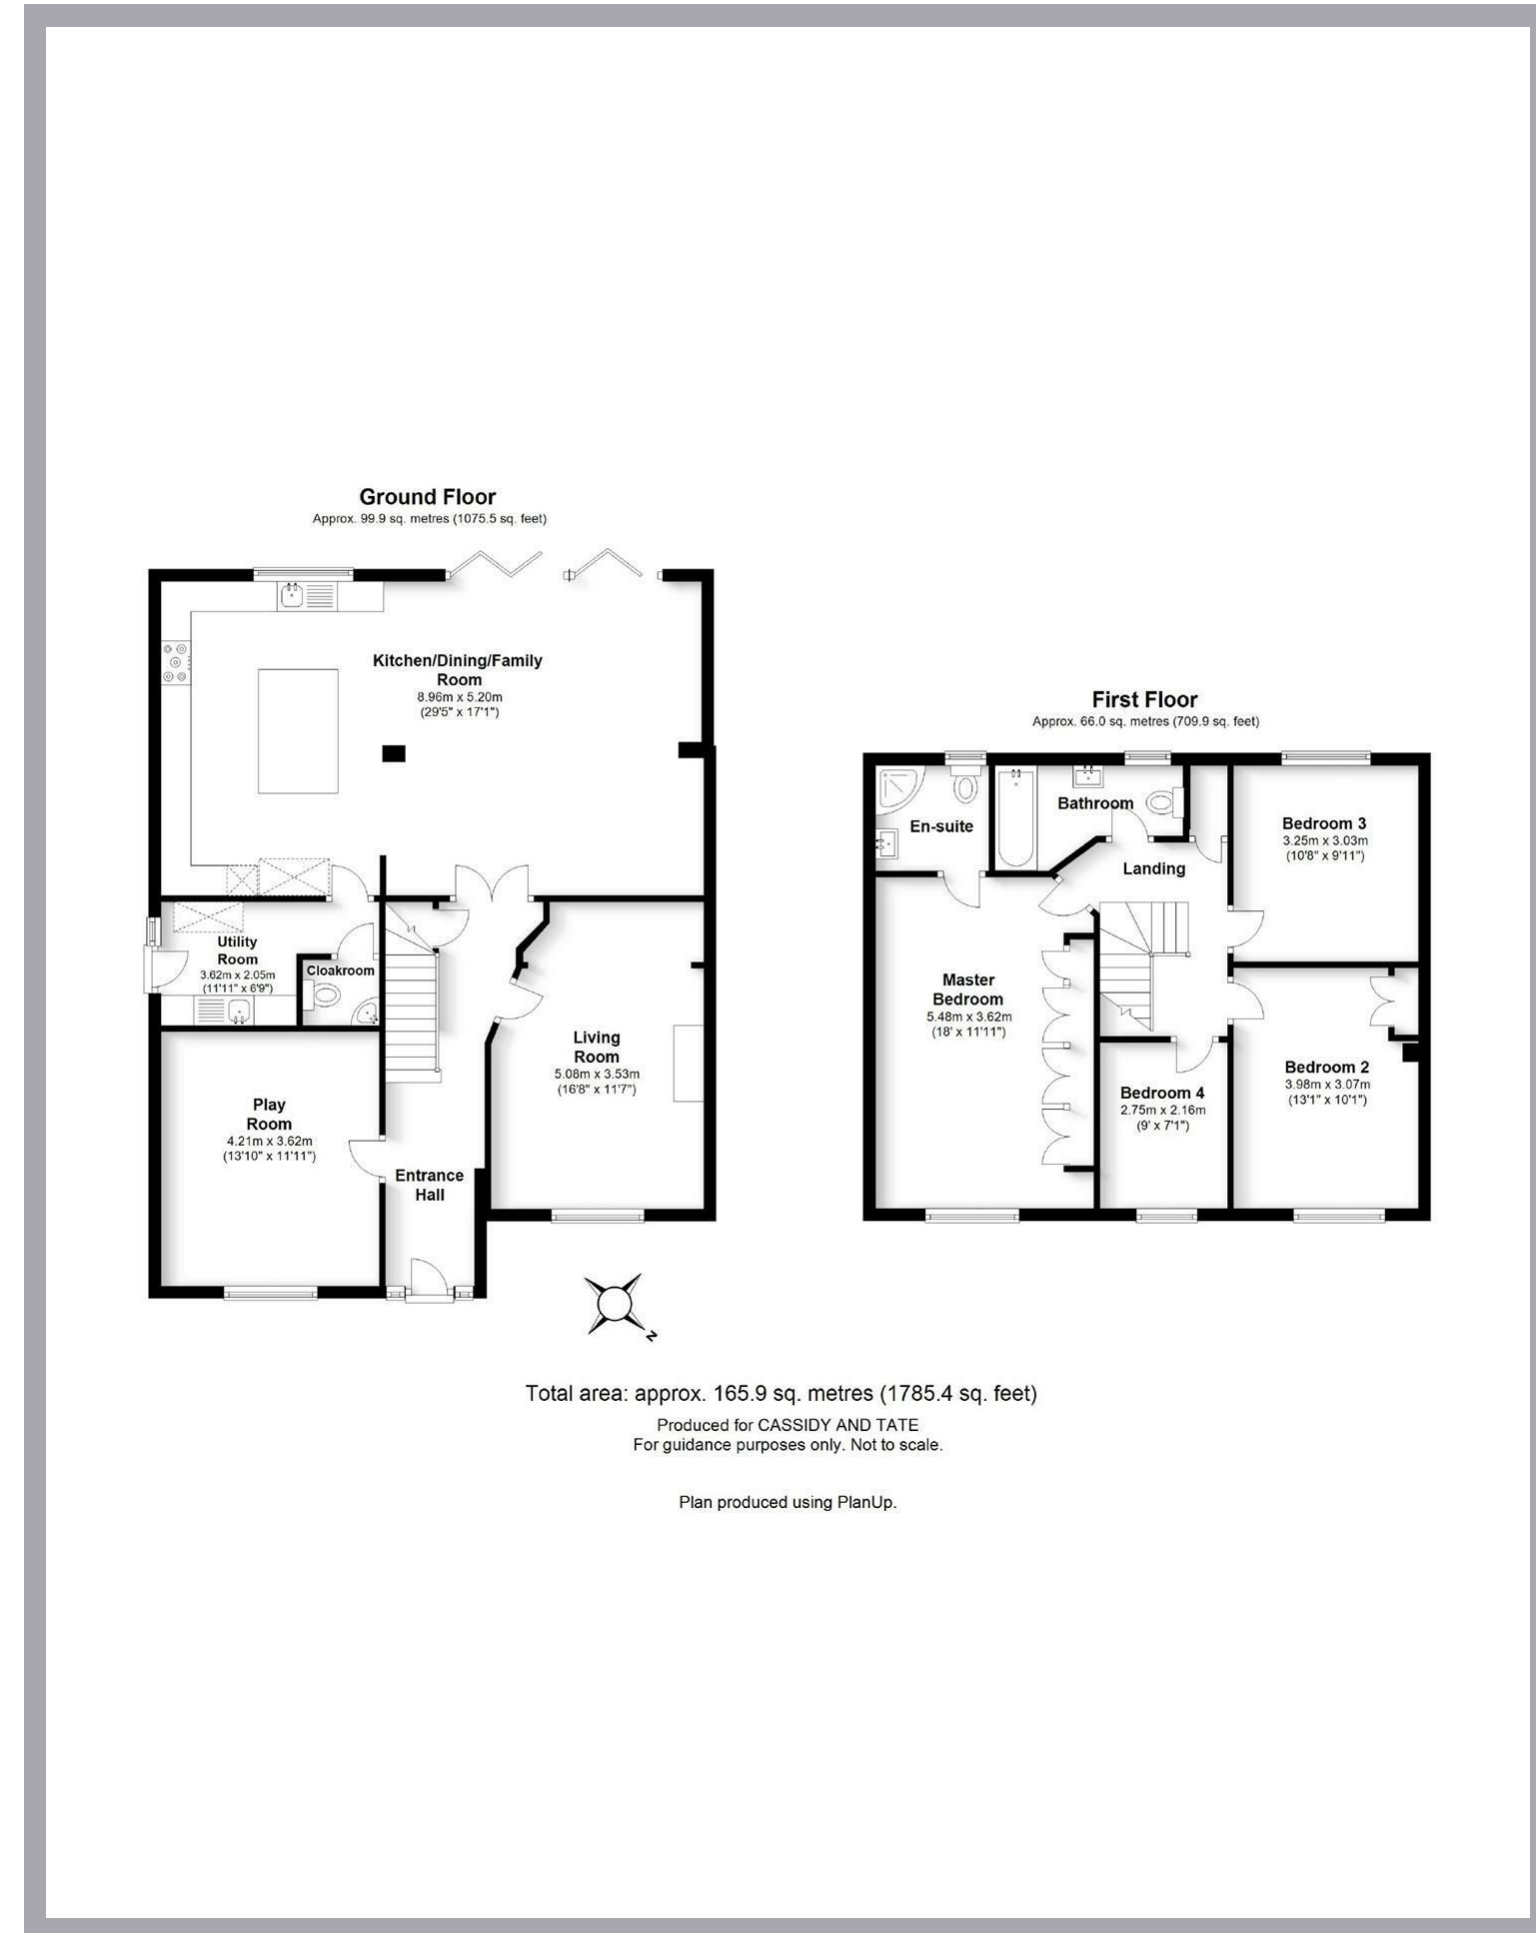 Ground Floor
Approx. 99.9 sq. metres (1075.5 sq. feet)
Kitchen/Dining/Family
Room
8.96m x 5.20m
(29'5" x 17'1")
Utility
Room
3.62m x 2.05m
(11'11" x 6'9")
Cloakroom
Living
Room
5.08m x 3.53m
(16'8" x 11'7")
Play
Room
4.21m x 3.62m
(13'10" x 11'11")
Entrance
Hall
First Floor
Approx. 66.0 sq. metres (709.9 sq. feet)
Bathroom
En-suite
Bedroom 3
3.25m x 3.03m
(10'8" x 9'11")
Landing
Master
Bedroom
5.48m x 3.62m
(18' x 11'11")
Bedroom 2
3.98m x 3.07m
(13'1" x 10'1")
Bedroom 4
2.75m x 2.16m
(9' x 7'1")
N
Total area: approx. 165.9 sq. metres (1785.4 sq. feet)
Produced for CASSIDY AND TATE
For guidance purposes only. Not to scale.
Plan produced using PlanUp.